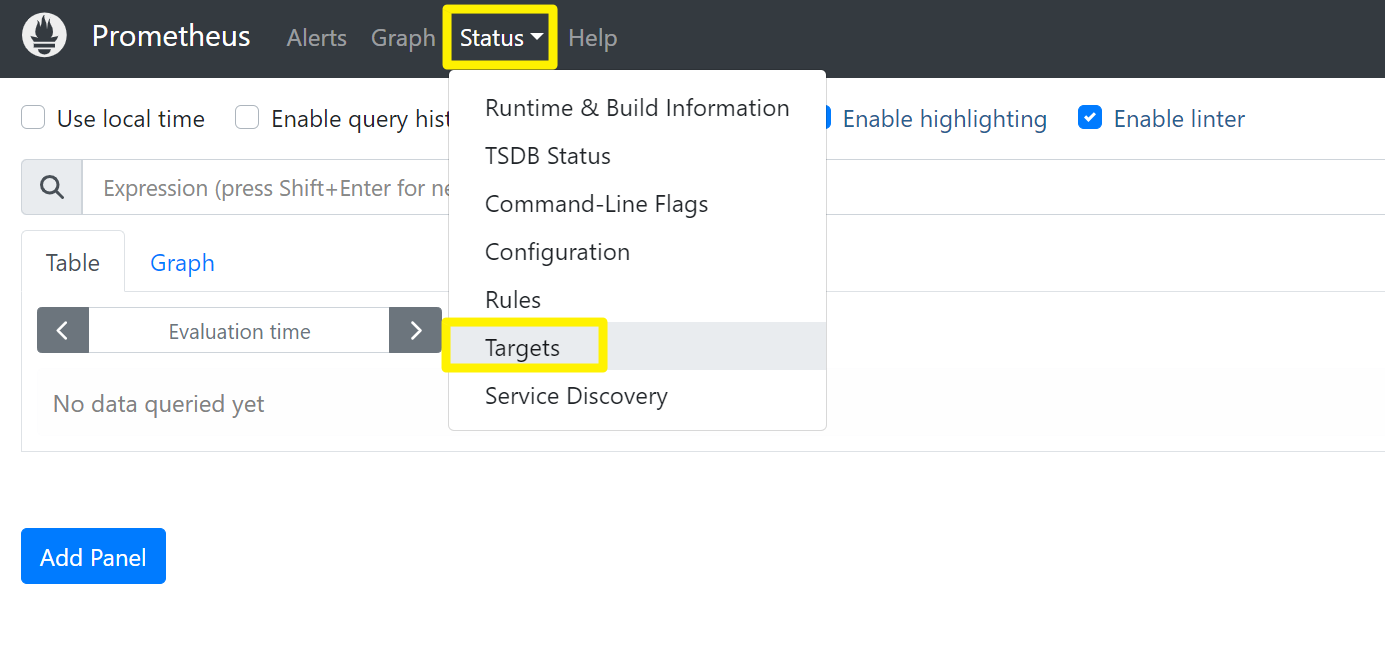 Prometheus Alerts Graph Status Help
Use local time Enable query hist Enable highlighting Enable linter
Expression (press Shift+Enter for ne
Table Graph
Evaluation time
No data queried yet
Runtime & Build Information
TSDB Status
Command-Line Flags
Configuration
Rules
Targets
Service Discovery
Add Panel